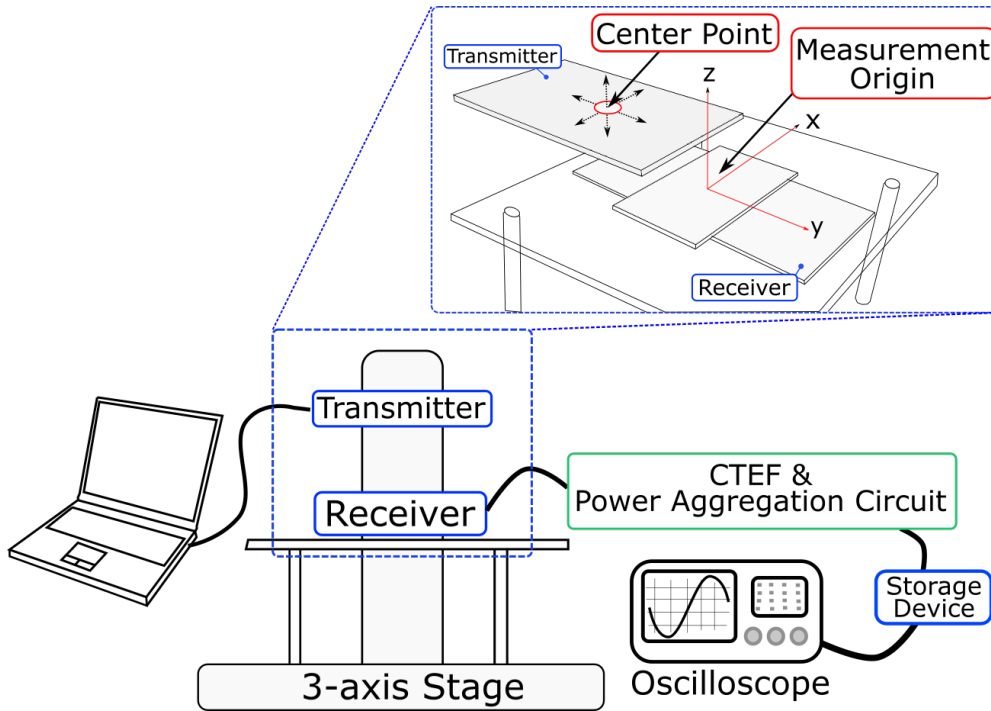 Center Point
Transmitter
Measurement
Origin
z
x
y
Receiver
Transmitter
Receiver
CTEF &
Power Aggregation Circuit
Storage
Device
3-axis Stage
Oscilloscope